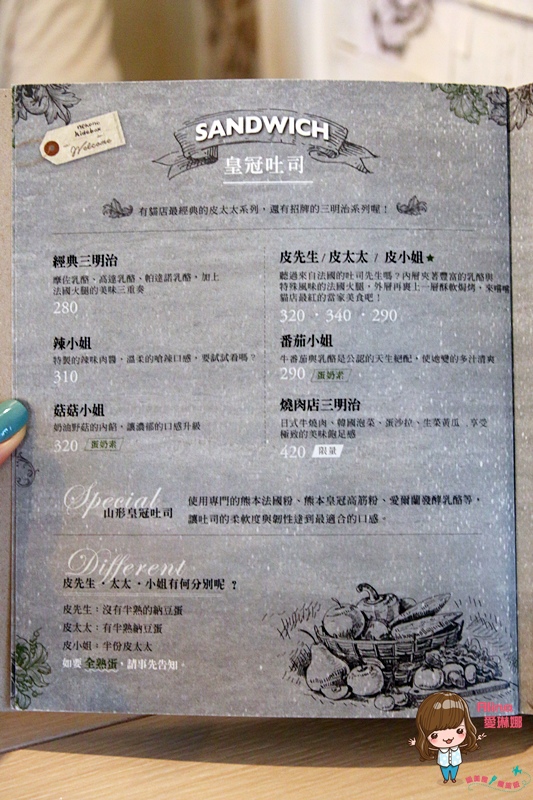 Welcome
SANDWICH
皇冠吐司
有貓店最經典的皮太太系列，還有招牌的三明治系列喔！
經典三明治
摩佐乳酪、高達乳酪、帕達諾乳酪，加上
法國火腿的美味三重奏
280
皮先生 / 皮太太 / 皮小姐★
聽過來自法國的吐司先生嗎？內層夾著豐富的乳酪與
特殊風味的法國火腿，外層再裹上一層酥軟焗烤，來嚐嚐
貓店最紅的當家美食吧！
320 · 340 · 290
辣小姐
特製的辣味肉醬，溫柔的嗆辣口感，要試試看嗎？
310
番茄小姐
牛番茄與乳酪是公認的天生絕配，使處變的多汁清爽
290 蛋奶素
菇菇小姐
奶油野菇的內餡，讓濃郁的口感升級
320 蛋奶素
燒肉店三明治
日式牛燒肉、韓國泡菜、蛋沙拉、生菜黃瓜 享受
極致的美味飽足感
420 限量
Special
山形皇冠吐司
使用專門的熊本法國粉、熊本皇冠高筋粉、愛爾蘭發酵乳酪等，
讓吐司的柔軟度與韌性達到最適合的口感。
Different
皮先生・太太・小姐有何分別呢 ？
皮先生：沒有半熟的納豆蛋
皮太太：有半熟納豆蛋
皮小姐：半份皮太太
如要 全熟蛋，請事先告知。
愛琳娜